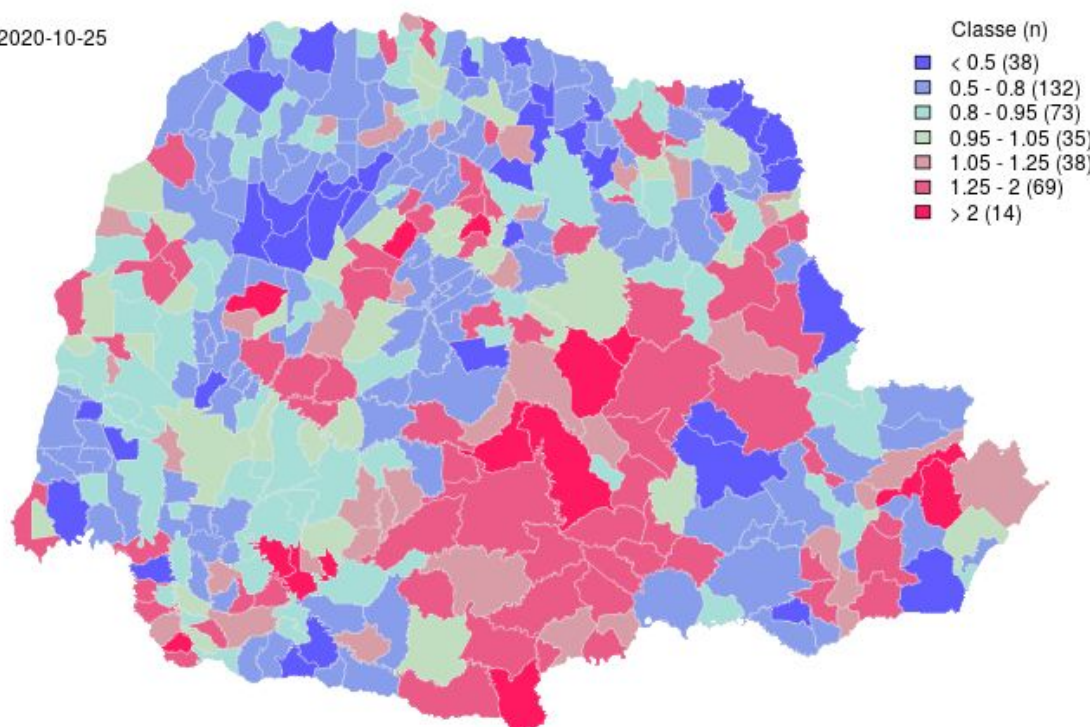 2020-10-25
Classe (n)
< 0.5 (38)
0.5 - 0.8 (132)
0.8 - 0.95 (73)
0.95 - 1.05 (35)
1.05 - 1.25 (38)
1.25 - 2 (69)
> 2 (14)